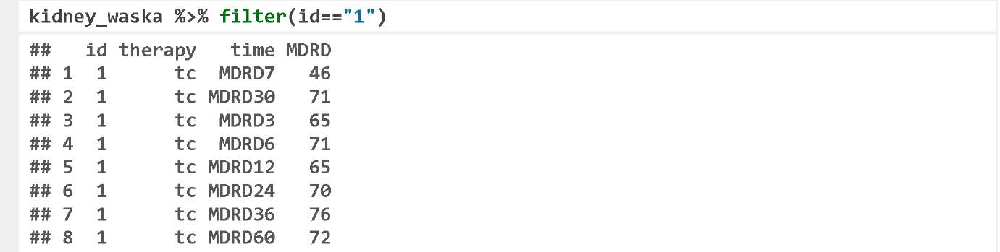 kidney_waska %>% filter(id=="1")
##   id therapy   time MDRD
## 1  1      tc  MDRD7   46
## 2  1      tc MDRD30   71
## 3  1      tc  MDRD3   65
## 4  1      tc  MDRD6   71
## 5  1      tc MDRD12   65
## 6  1      tc MDRD24   70
## 7  1      tc MDRD36   76
## 8  1      tc MDRD60   72